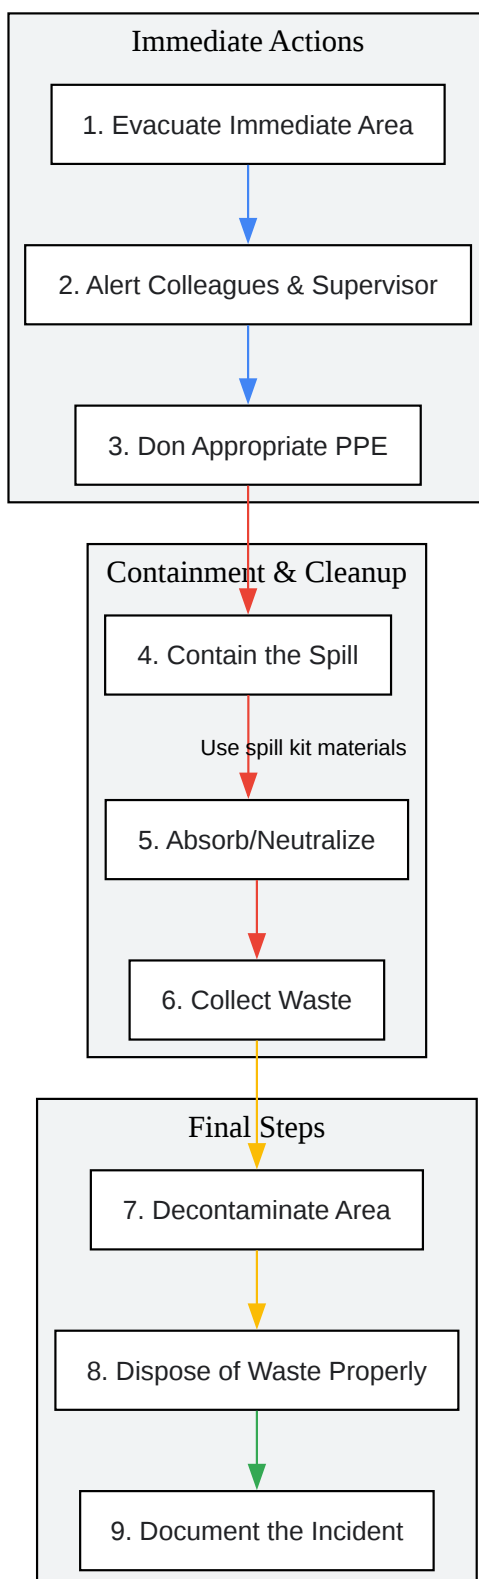 Immediate Actions
1. Evacuate Immediate Area
2. Alert Colleagues & Supervisor
3. Don Appropriate PPE
Containment & Cleanup
4. Contain the Spill
Use spill kit materials
5. Absorb/Neutralize
6. Collect Waste
Final Steps
7. Decontaminate Area
8. Dispose of Waste Properly
9. Document the Incident